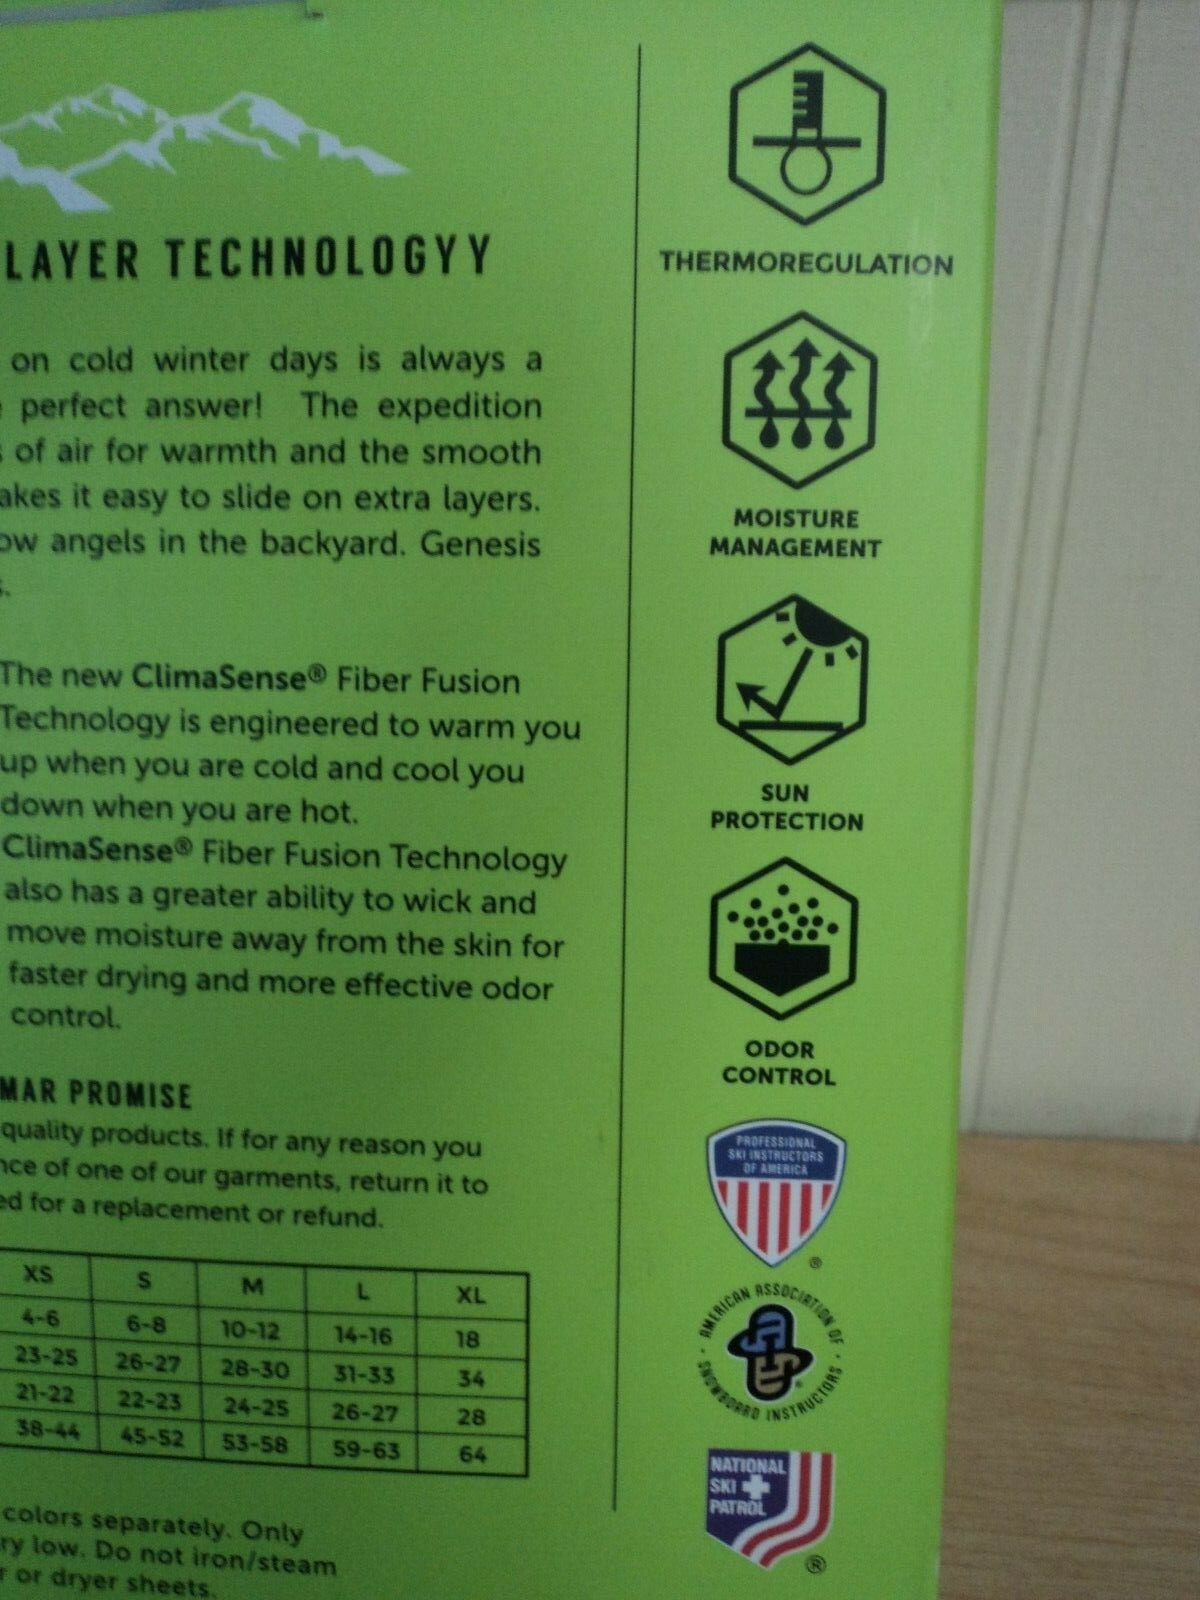 LAYER TECHNOLOGYY
on cold winter days is always a
perfect answer! The expedition
of air for warmth and the smooth
it easy to slide on extra layers.
angels in the backyard. Genesis
The new ClimaSense® Fiber Fusion
Technology is engineered to warm you
up when you are cold and cool you
down when you are hot.
ClimaSense® Fiber Fusion Technology
also has a greater ability to wick and
move moisture away from the skin for
faster drying and more effective odor
control.
MAR PROMISE
quality products. If for any reason you
of one of our garments, return it to
for a replacement or refund.
XS S M L XL
4-6 6-8 10-12 14-16 18
23-25 26-27 28-30 31-33 34
21-22 22-23 24-25 26-27 28
38-44 45-52 53-58 59-63 64
colors separately. Only
low. Do not iron/steam
or dryer sheets.
THERMOREGULATION
MOISTURE
MANAGEMENT
SUN
PROTECTION
ODOR
CONTROL
PROFESSIONAL
SKI INSTRUCTORS
OF AMERICA
®
AMERICAN ASSOCIATION OF
SNOWBOARD INSTRUCTORS
NATIONAL
SKI
PATROL
®